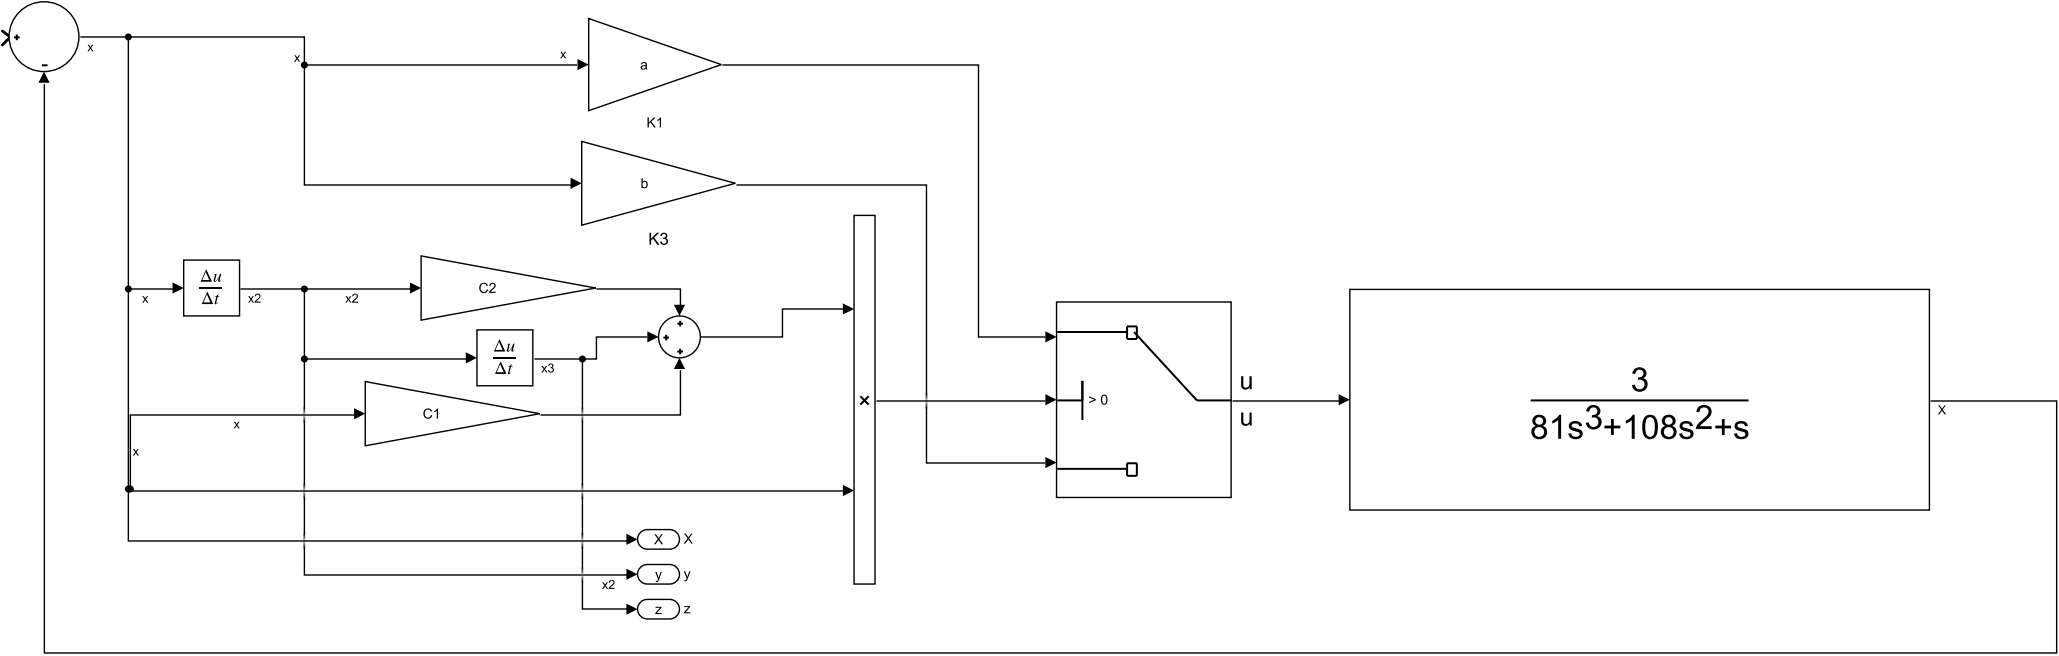 +
-
x
x
x
a
K1
b
K3
x
Δu
Δt
x2
x2
C2
+
+
+
Δu
Δt
x3
C1
x
x
×
> 0
u
u
3
81s3+108s2+s
X
X X
y y
x2
z z